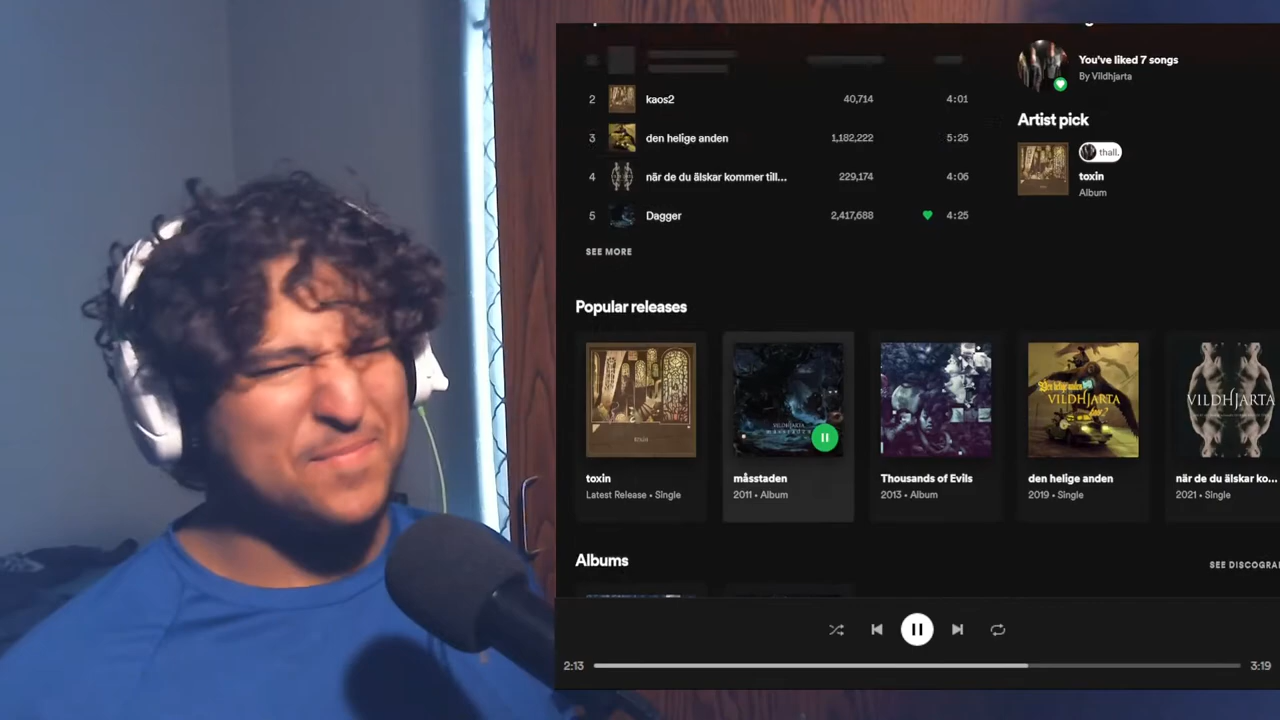 You've liked 7 songs
By Vildhjarta
2 kaos2 40,714 4:01
Artist pick
3 den helige anden 1,182,222 5:25
thall.
toxin
Album
4 när de du älskar kommer till... 229,174 4:06
5 Dagger 2,417,688 4:25
SEE MORE
Popular releases
VILDHJARTA
VILDHJARTA
toxin
Latest Release • Single
måsstaden
2011 • Album
Thousands of Evils
2013 • Album
den helige anden
2019 • Single
när de du älskar ko...
2021 • Single
Albums
SEE DISCOGRA
2:13
3:19